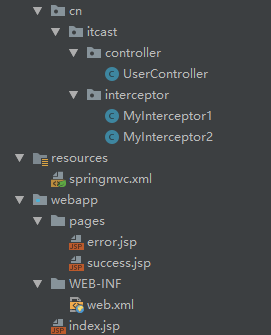 cn
itcast
controller
UserController
interceptor
MyInterceptor1
MyInterceptor2
resources
springmvc.xml
webapp
pages
error.jsp
success.jsp
WEB-INF
web.xml
index.jsp